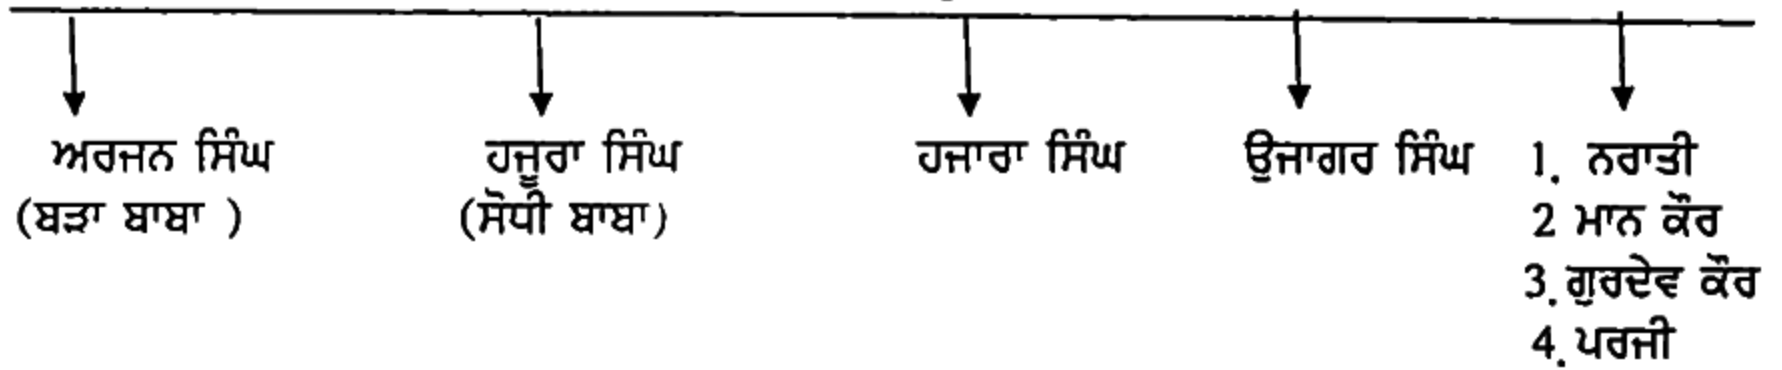 ਅਰਜਨ ਸਿੰਘ ਹਜੂਰਾ ਸਿੰਘ ਹਜਾਰਾ ਸਿੰਘ ਉਜਾਗਰ ਸਿੰਘ 1. ਨਰਾਤੀ
(ਬੜਾ ਬਾਬਾ ) (ਸੋਧੀ ਬਾਬਾ) 2 ਮਾਨ ਕੌਰ
3. ਗੁਰਦੇਵ ਕੌਰ
4. ਪਰਜੀ